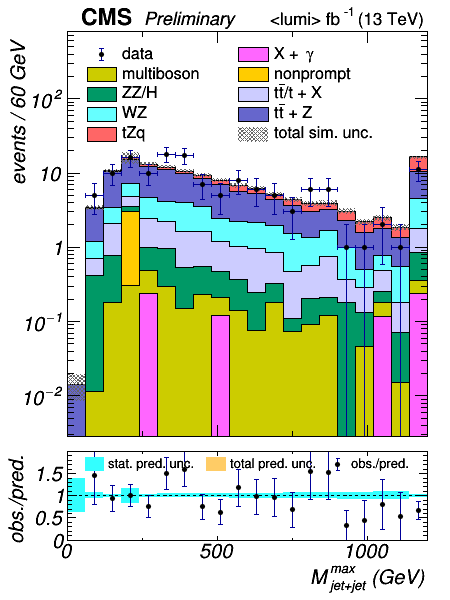 CMS Preliminary <lumi> fb⁻¹ (13 TeV)
events / 60 GeV
data
multiboson
ZZ/H
WZ
tZq
X + γ
nonprompt
tt̄/t + X
tt̄ + Z
total sim. unc.
10²
10
1
10⁻¹
10⁻²
obs./pred.
stat. pred. unc. total pred. unc. obs./pred.
1.5
1
0.5
0
0 500 1000
M^max_jet+jet (GeV)